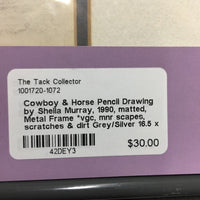 The Tack Collector
1001720-1072
Cowboy & Horse Pencil Drawing
by Shelia Murray, 1990, matted,
Metal Frame *vgc, mnr scapes,
scratches & dirt Grey/Silver 16.5 x
42DEY3
$30.00